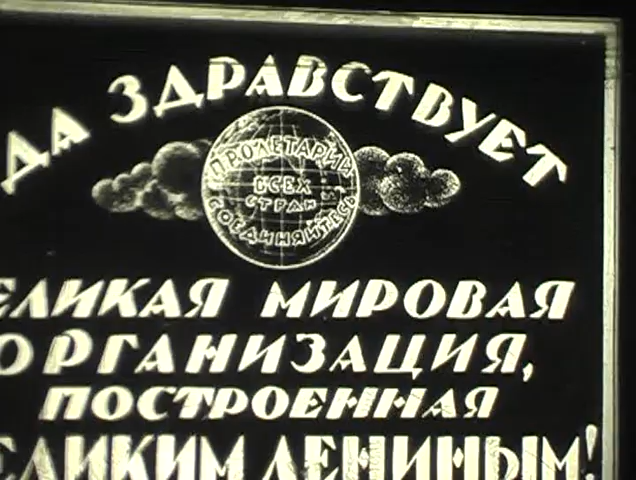 ДА ЗДРАВСТВУЕТ
ПРОЛЕТАРИИ
ВСЕХ
СТРАН
СОЕДИНЯЙТЕСЬ
ЕЛИКАЯ МИРОВАЯ
ОРГАНИЗАЦИЯ,
ПОСТРОЕННАЯ
ЕЛИКИМ ЛЕНИНЫМ!